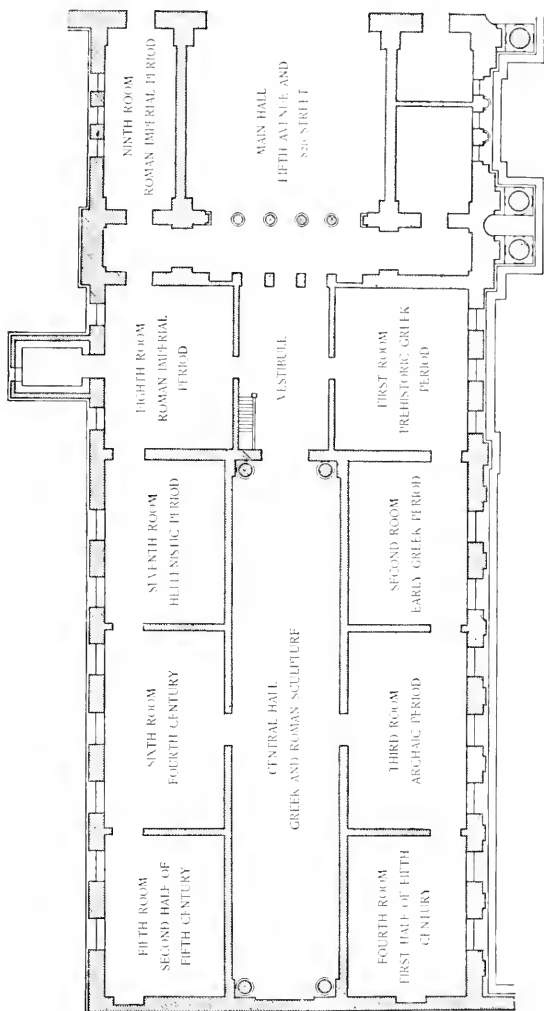 NINTH ROOM
ROMAN IMPERIAL PERIOD
MAIN HALL
FIFTH AVENUE AND
82D STREET
EIGHTH ROOM
ROMAN IMPERIAL
PERIOD
VESTIBULE
FIRST ROOM
PREHISTORIC GREEK
PERIOD
SEVENTH ROOM
HELLENISTIC PERIOD
SECOND ROOM
EARLY GREEK PERIOD
SIXTH ROOM
FOURTH CENTURY
CENTRAL HALL
GREEK AND ROMAN SCULPTURE
THIRD ROOM
ARCHAIC PERIOD
FIFTH ROOM
SECOND HALF OF
FIFTH CENTURY
FOURTH ROOM
FIRST HALF OF FIFTH
CENTURY